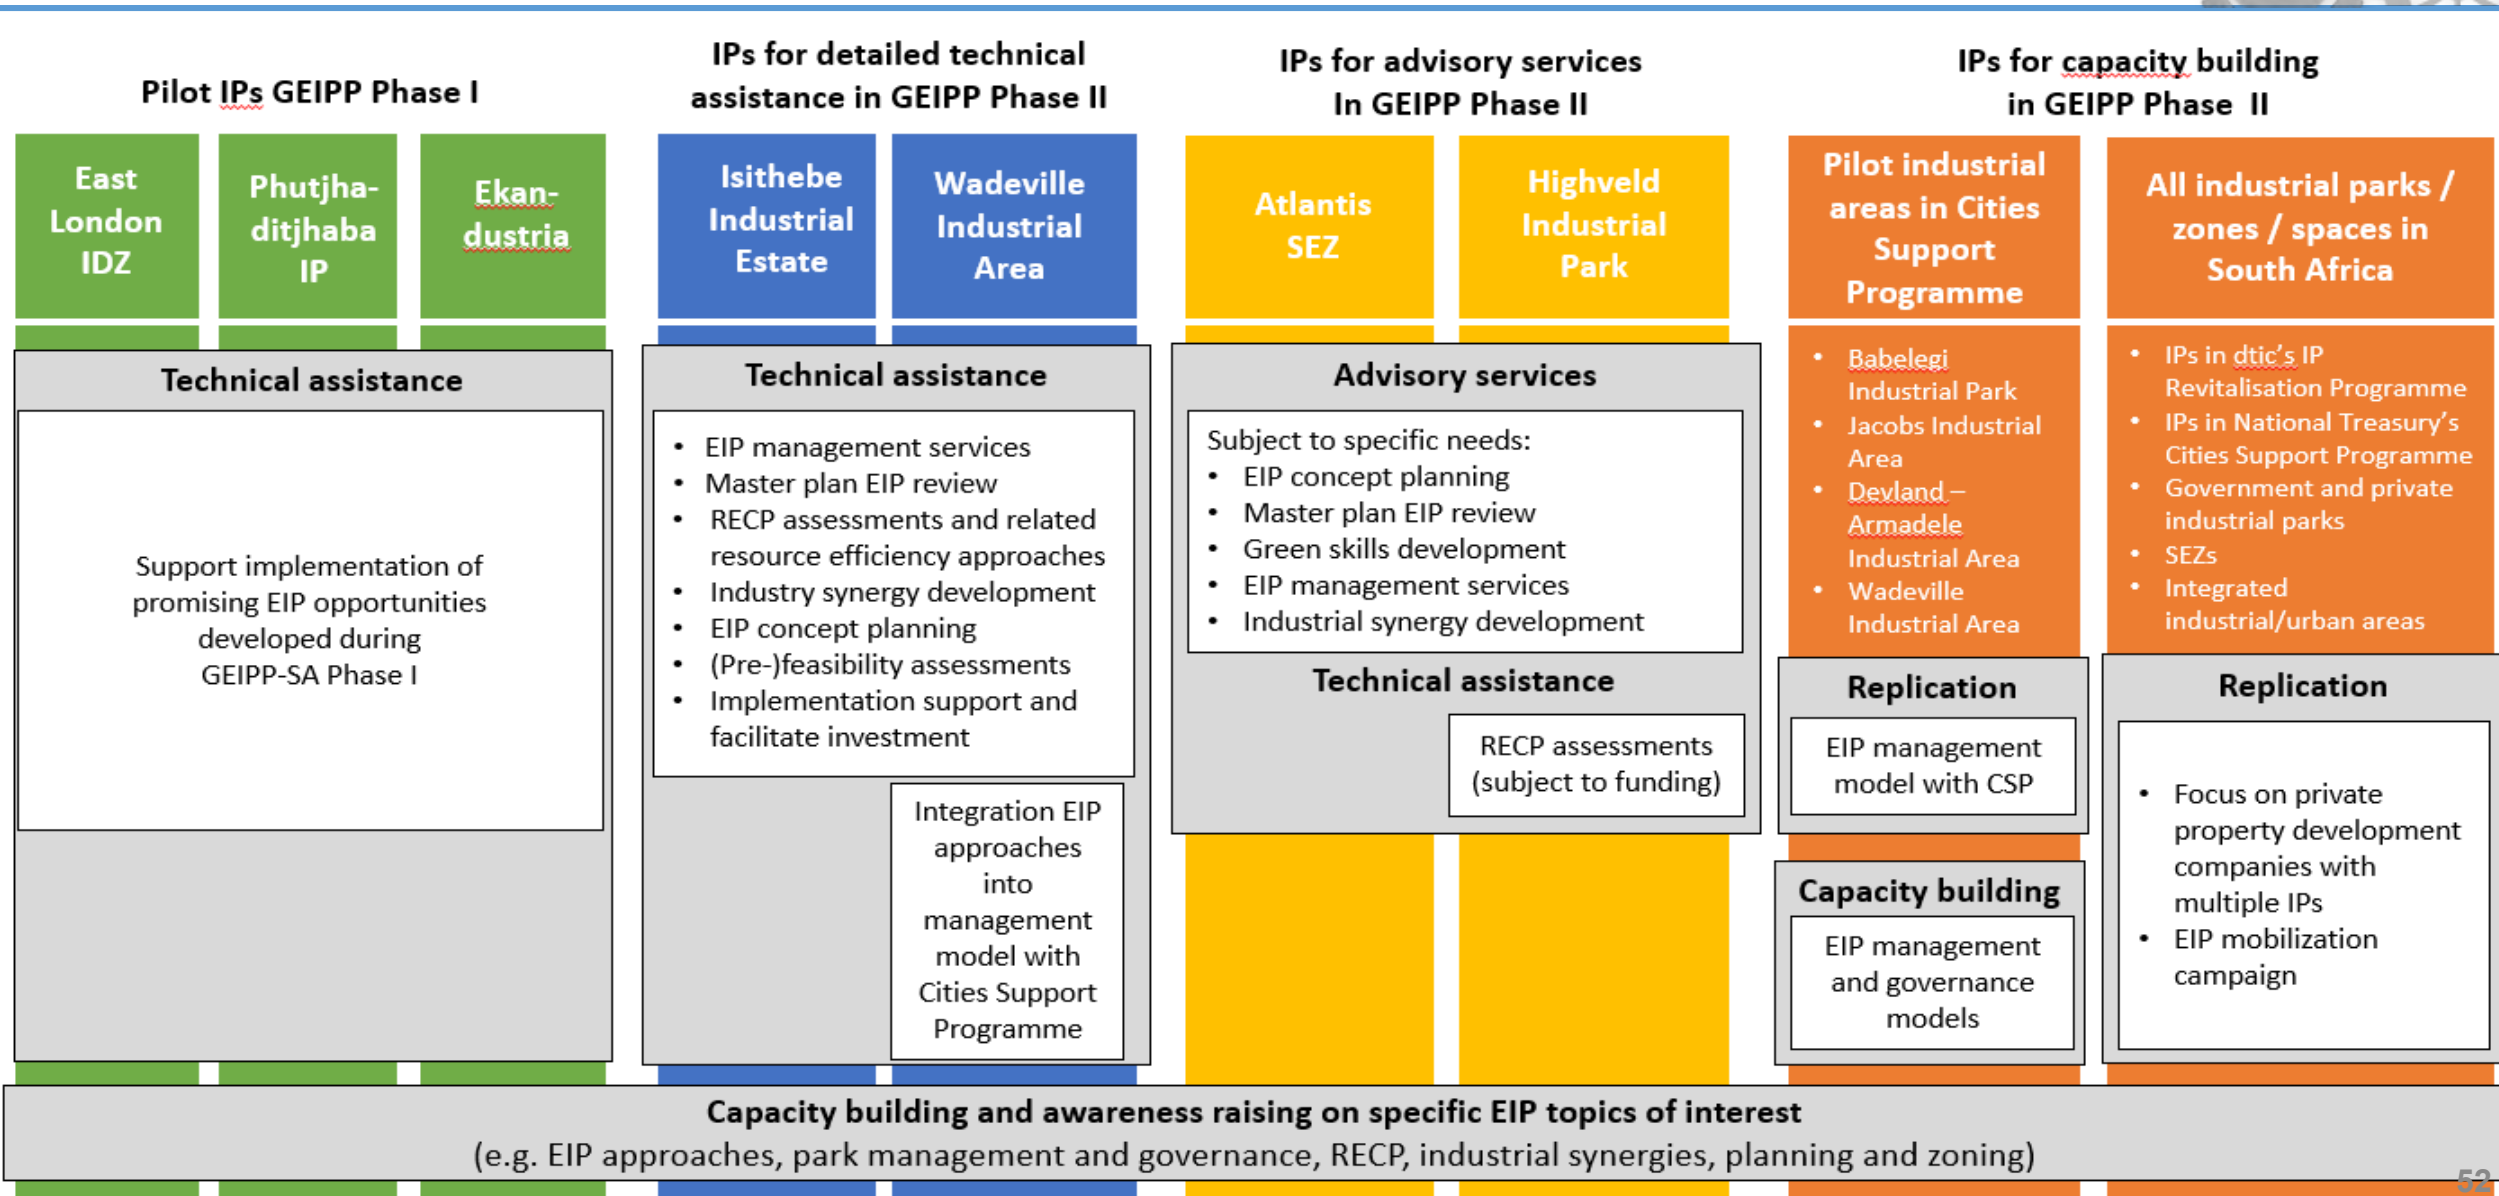 Pilot IPs GEIPP Phase I
East
London
IDZ
Phutjha-
ditjhaba
IP
Ekan-
dustria
Technical assistance
Support implementation of
promising EIP opportunities
developed during
GEIPP-SA Phase I
IPs for detailed technical
assistance in GEIPP Phase II
Isithebe
Industrial
Estate
Wadeville
Industrial
Area
Technical assistance
• EIP management services
• Master plan EIP review
• RECP assessments and related
resource efficiency approaches
• Industry synergy development
• EIP concept planning
• (Pre-)feasibility assessments
• Implementation support and
facilitate investment
Integration EIP
approaches
into
management
model with
Cities Support
Programme
IPs for advisory services
In GEIPP Phase II
Atlantis
SEZ
Highveld
Industrial
Park
Advisory services
Subject to specific needs:
• EIP concept planning
• Master plan EIP review
• Green skills development
• EIP management services
• Industrial synergy development
Technical assistance
RECP assessments
(subject to funding)
IPs for capacity building
in GEIPP Phase II
Pilot industrial
areas in Cities
Support
Programme
• Babelegi
Industrial Park
• Jacobs Industrial
Area
• Devland –
Armadele
Industrial Area
• Wadeville
Industrial Area
Replication
EIP management
model with CSP
Capacity building
EIP management
and governance
models
All industrial parks /
zones / spaces in
South Africa
• IPs in dtic’s IP
Revitalisation Programme
• IPs in National Treasury’s
Cities Support Programme
• Government and private
industrial parks
• SEZs
• Integrated
industrial/urban areas
Replication
• Focus on private
property development
companies with
multiple IPs
• EIP mobilization
campaign
Capacity building and awareness raising on specific EIP topics of interest
(e.g. EIP approaches, park management and governance, RECP, industrial synergies, planning and zoning)
52